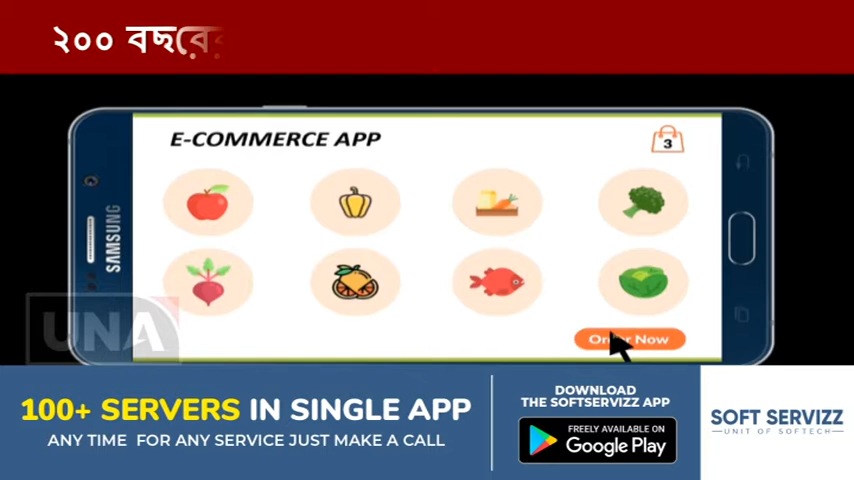 ২০০ বছরের
E-COMMERCE APP
3
SAMSUNG
Order Now
UNA
100+ SERVERS IN SINGLE APP
ANY TIME FOR ANY SERVICE JUST MAKE A CALL
DOWNLOAD
THE SOFTSERVIZZ APP
FREELY AVAILABLE ON
Google Play
SOFT SERVIZZ
UNIT OF SOFTECH